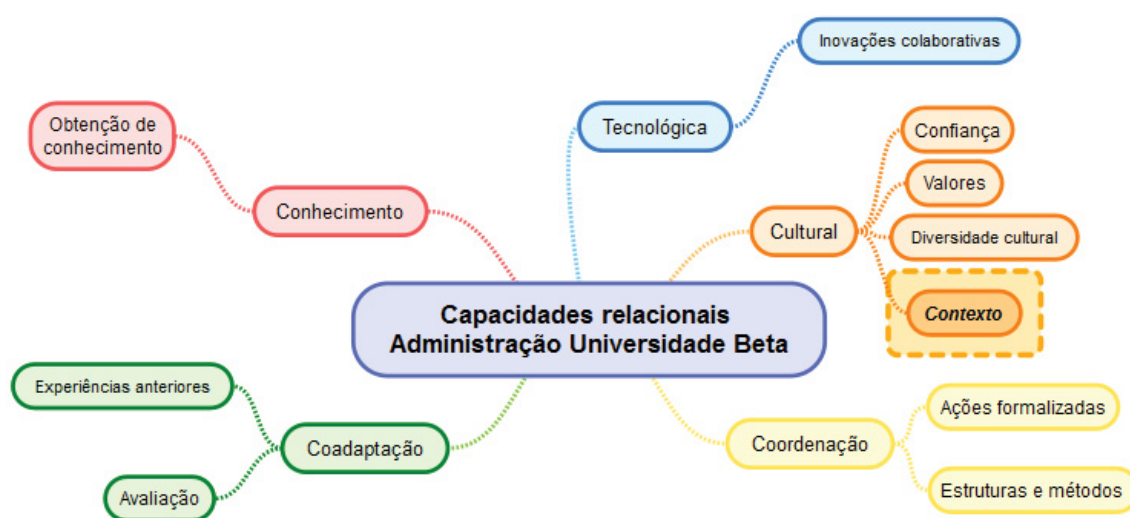 Inovações colaborativas
Tecnológica
Obtenção de
conhecimento
Conhecimento
Confiança
Valores
Cultural
Diversidade cultural
Contexto
Capacidades relacionais
Administração Universidade Beta
Experiências anteriores
Coadaptação
Avaliação
Coordenação
Ações formalizadas
Estruturas e métodos